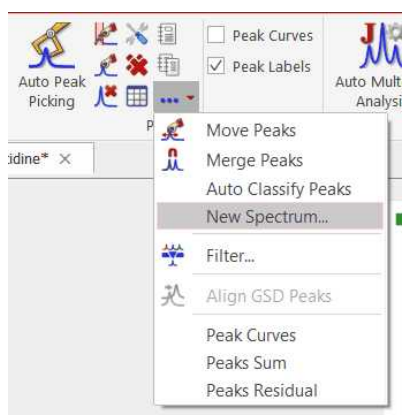 Auto Peak
Picking
Peak Curves
Peak Labels
Auto Mult
Analysi
P
tidine*
Move Peaks
Merge Peaks
Auto Classify Peaks
New Spectrum...
Filter...
Align GSD Peaks
Peak Curves
Peaks Sum
Peaks Residual